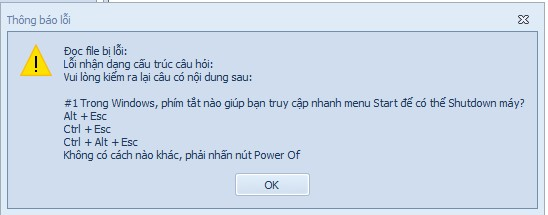 Thông báo lỗi
Đọc file bị lỗi:
Lỗi nhận dạng cấu trúc câu hỏi:
Vui lòng kiểm ra lại câu có nội dung sau:
#1 Trong Windows, phím tắt nào giúp bạn truy cập nhanh menu Start để có thể Shutdown máy?
Alt + Esc
Ctrl + Esc
Ctrl + Alt + Esc
Không có cách nào khác, phải nhấn nút Power Of
OK